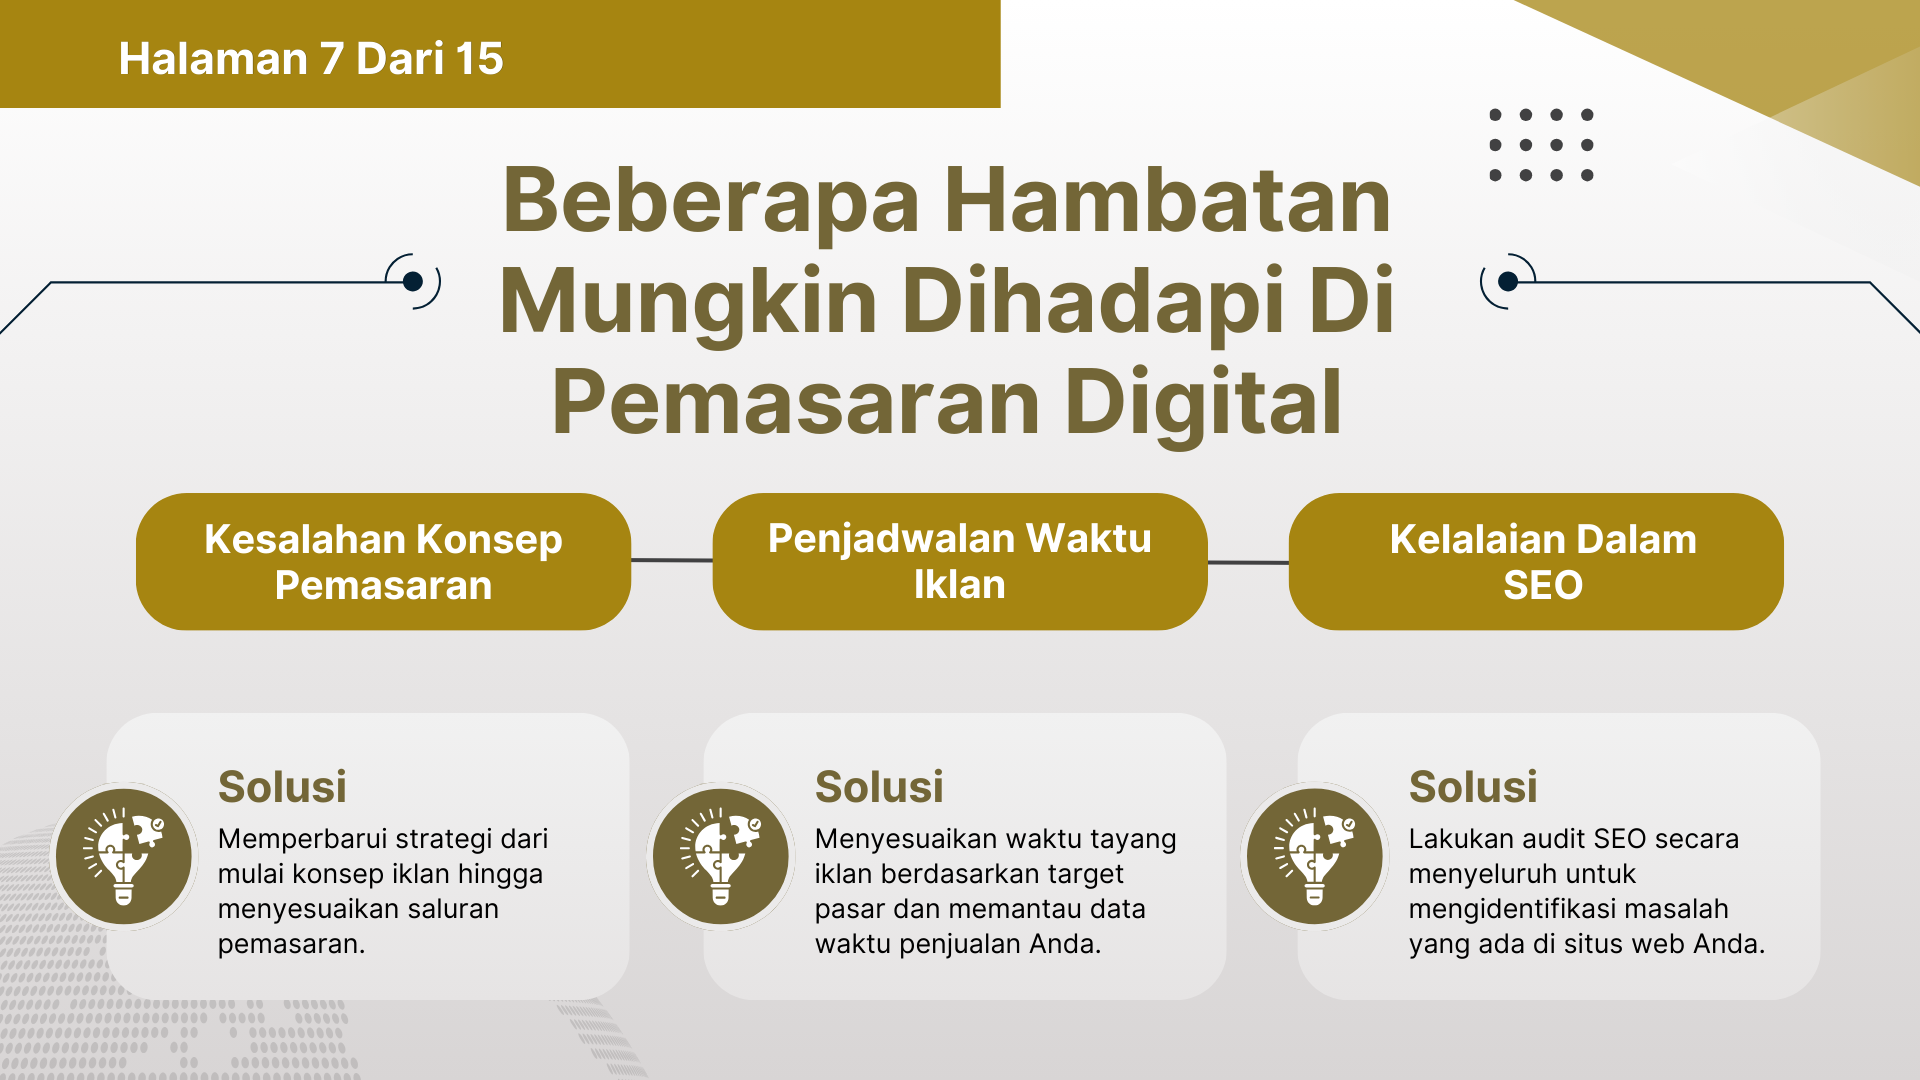 Halaman 7 Dari 15
Beberapa Hambatan
Mungkin Dihadapi Di
Pemasaran Digital
Kesalahan Konsep
Pemasaran
Penjadwalan Waktu
Iklan
Kelalaian Dalam
SEO
Solusi
Memperbarui strategi dari
mulai konsep iklan hingga
menyesuaikan saluran
pemasaran.
Solusi
Menyesuaikan waktu tayang
iklan berdasarkan target
pasar dan memantau data
waktu penjualan Anda.
Solusi
Lakukan audit SEO secara
menyeluruh untuk
mengidentifikasi masalah
yang ada di situs web Anda.